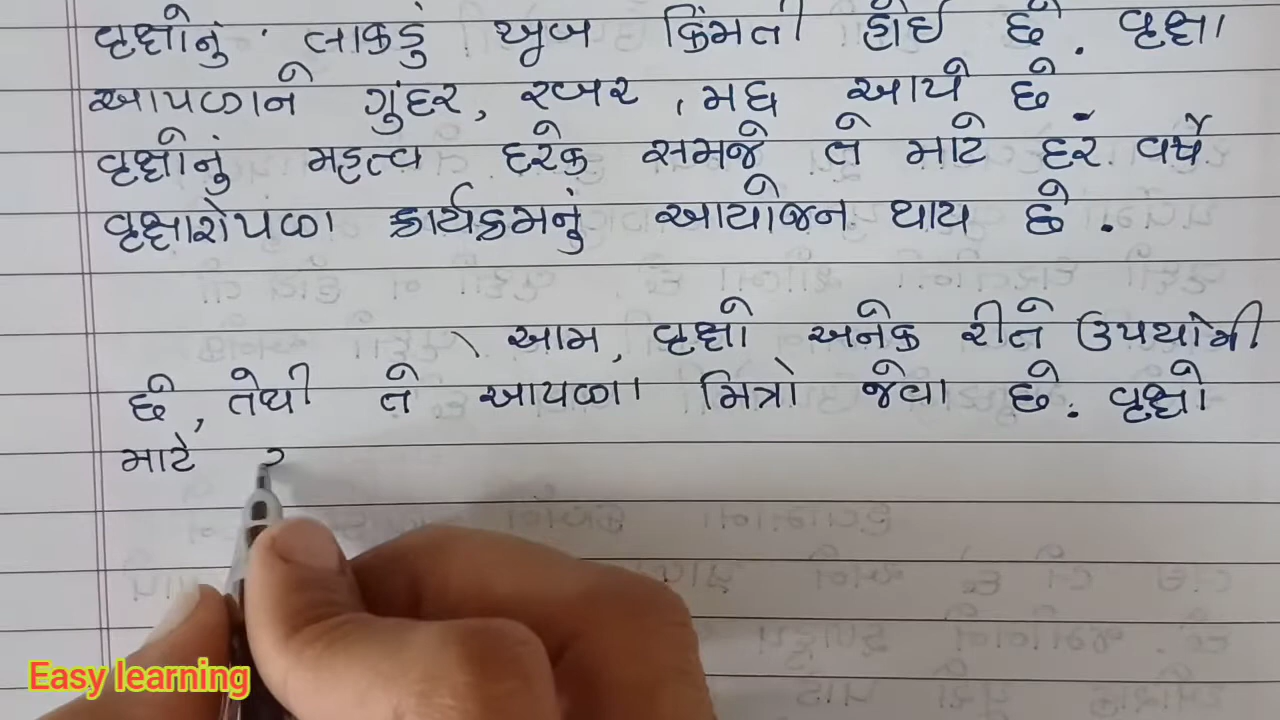 વૃક્ષોનું લાકડું ખૂબ કિંમતી હોઈ છે. વૃક્ષા
આપણાને ગુંદર, રબર, મધ આપે છે
વૃક્ષોનું મહત્વ દરેક સમજે તે માટે દર વર્ષે
વૃક્ષારોપણ કાર્યક્રમનું આયોજન થાય છે.
આમ, વૃક્ષો અનેક રીતે ઉપયોગી
છે, તેથી તે આપણા મિત્રો જેવા છે. વૃક્ષો
માટે
Easy learning